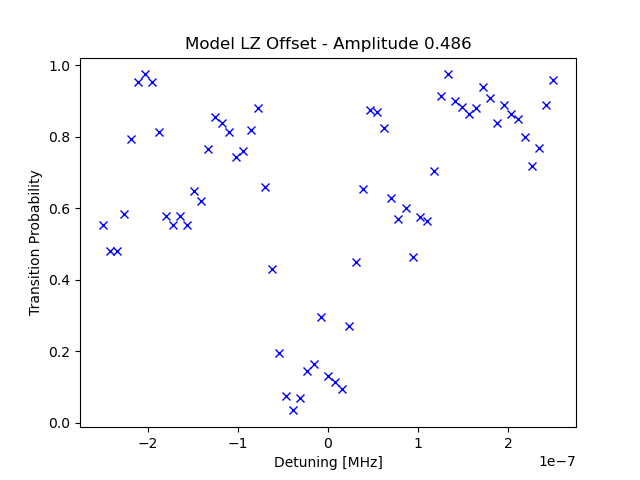 Model LZ Offset - Amplitude 0.486
Transition Probability
1.0
0.8
0.6
0.4
0.2
0.0
−2 −1 0 1 2
1e−7
Detuning [MHz]